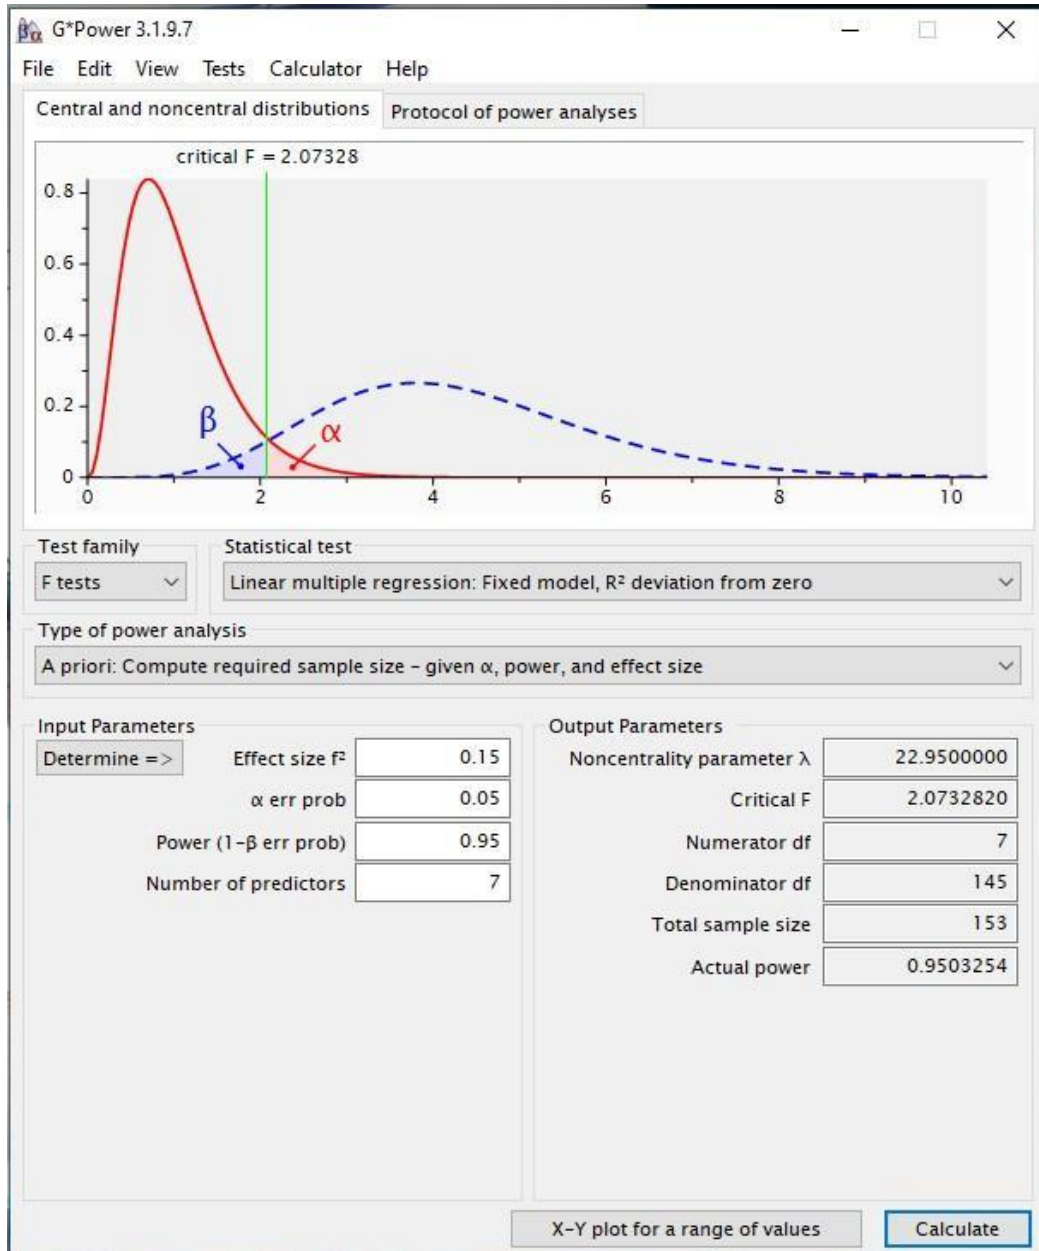 G*Power 3.1.9.7
File Edit View Tests Calculator Help
Central and noncentral distributions Protocol of power analyses
critical F = 2.07328
0.8
0.6
0.4
0.2
0
β
α
0 2 4 6 8 10
Test family Statistical test
F tests Linear multiple regression: Fixed model, R² deviation from zero
Type of power analysis
A priori: Compute required sample size - given α, power, and effect size
Input Parameters Output Parameters
Determine => Effect size f² 0.15 Noncentrality parameter λ 22.9500000
α err prob 0.05 Critical F 2.0732820
Power (1-β err prob) 0.95 Numerator df 7
Number of predictors 7 Denominator df 145
Total sample size 153
Actual power 0.9503254
X-Y plot for a range of values Calculate